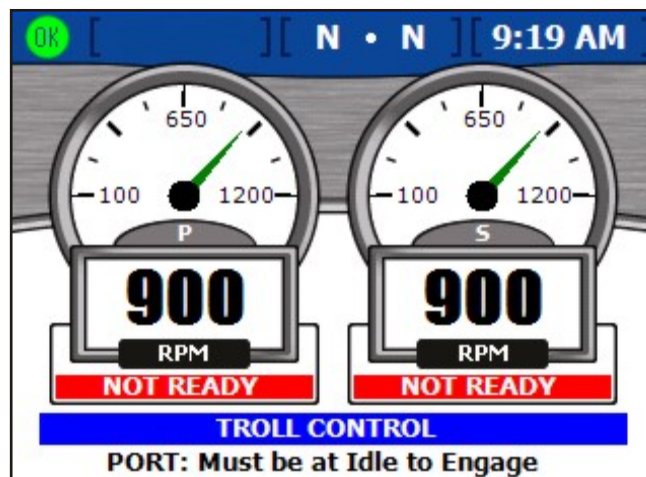 OK [ ][ N • N ][ 9:19 AM ]
650 650
100 1200 100 1200
P S
900 900
RPM RPM
NOT READY NOT READY
TROLL CONTROL
PORT: Must be at Idle to Engage